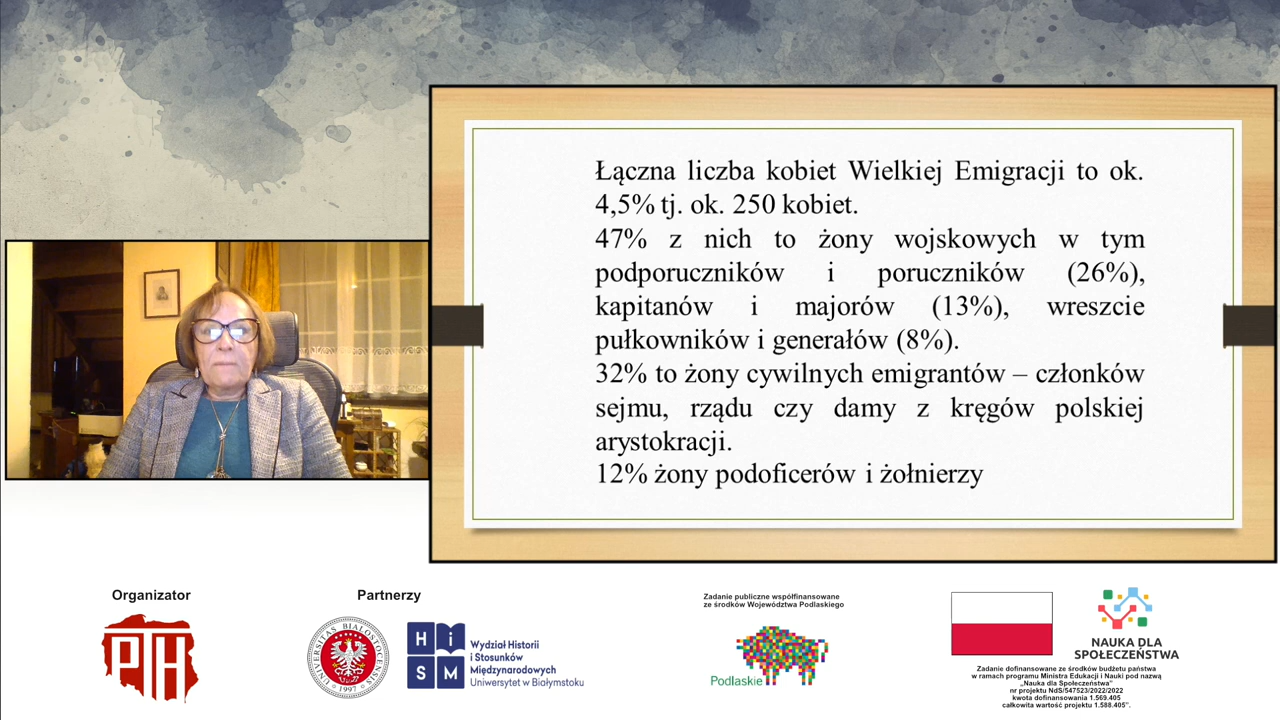 Łączna liczba kobiet Wielkiej Emigracji to ok.
4,5% tj. ok. 250 kobiet.
47% z nich to żony wojskowych w tym
podporuczników i poruczników (26%),
kapitanów i majorów (13%), wreszcie
pułkowników i generałów (8%).
32% to żony cywilnych emigrantów – członków
sejmu, rządu czy damy z kręgów polskiej
arystokracji.
12% żony podoficerów i żołnierzy
Organizator
PTH
Partnerzy
UNIVERSITAS BIALOSTOCENSIS
1997
H i
S M
Wydział Historii
i Stosunków
Międzynarodowych
Uniwersytet w Białymstoku
Zadanie publiczne współfinansowane
ze środków Województwa Podlaskiego
Podlaskie
NAUKA DLA
SPOŁECZEŃSTWA
Zadanie dofinansowane ze środków budżetu państwa
w ramach programu Ministra Edukacji i Nauki pod nazwą
„Nauka dla Społeczeństwa"
nr projektu NdS/547523/2022/2022
kwota dofinansowania 1.569.405
całkowita wartość projektu 1.588.405".